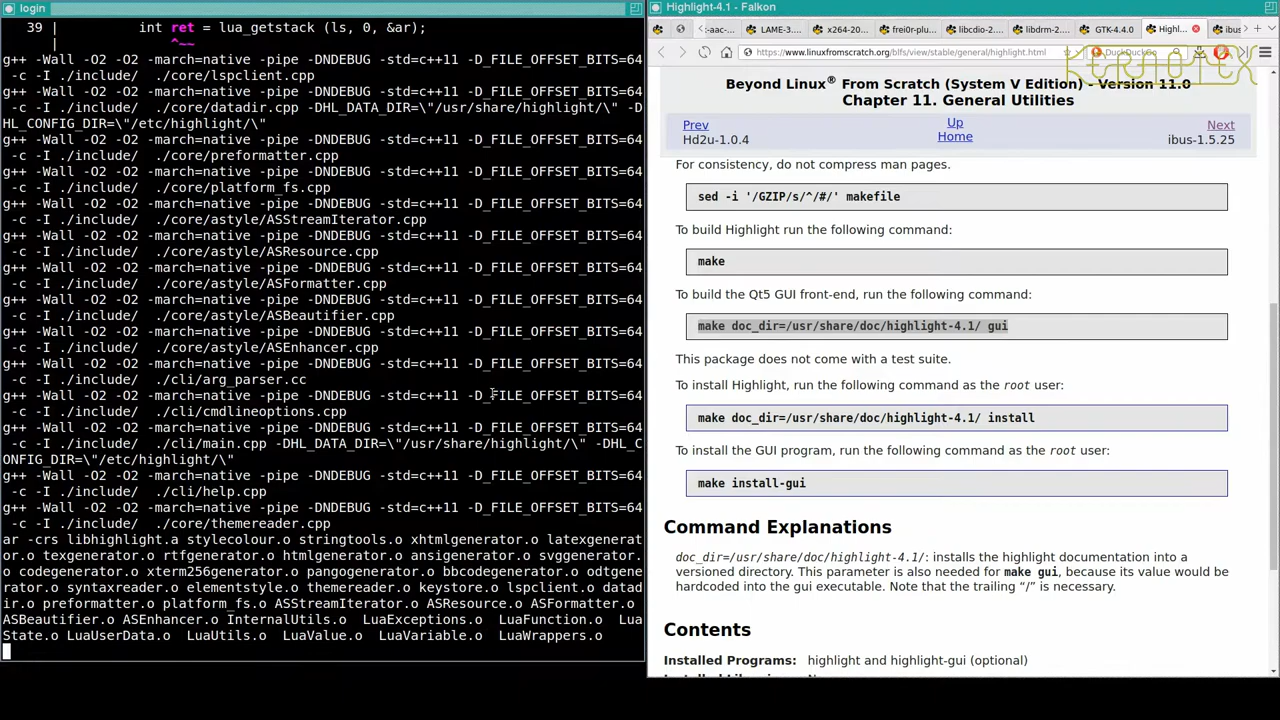 login
39 |          int ret = lua_getstack (ls, 0, &ar);
|              ^~~
g++ -Wall -O2 -O2 -march=native -pipe -DNDEBUG -std=c++11 -D_FILE_OFFSET_BITS=64
-c -I ./include/  ./core/lspclient.cpp
g++ -Wall -O2 -O2 -march=native -pipe -DNDEBUG -std=c++11 -D_FILE_OFFSET_BITS=64
-c -I ./include/  ./core/datadir.cpp -DHL_DATA_DIR=\"/usr/share/highlight/\" -D
HL_CONFIG_DIR=\"/etc/highlight/\"
g++ -Wall -O2 -O2 -march=native -pipe -DNDEBUG -std=c++11 -D_FILE_OFFSET_BITS=64
-c -I ./include/  ./core/preformatter.cpp
g++ -Wall -O2 -O2 -march=native -pipe -DNDEBUG -std=c++11 -D_FILE_OFFSET_BITS=64
-c -I ./include/  ./core/platform_fs.cpp
g++ -Wall -O2 -O2 -march=native -pipe -DNDEBUG -std=c++11 -D_FILE_OFFSET_BITS=64
-c -I ./include/  ./core/astyle/ASStreamIterator.cpp
g++ -Wall -O2 -O2 -march=native -pipe -DNDEBUG -std=c++11 -D_FILE_OFFSET_BITS=64
-c -I ./include/  ./core/astyle/ASResource.cpp
g++ -Wall -O2 -O2 -march=native -pipe -DNDEBUG -std=c++11 -D_FILE_OFFSET_BITS=64
-c -I ./include/  ./core/astyle/ASFormatter.cpp
g++ -Wall -O2 -O2 -march=native -pipe -DNDEBUG -std=c++11 -D_FILE_OFFSET_BITS=64
-c -I ./include/  ./core/astyle/ASBeautifier.cpp
g++ -Wall -O2 -O2 -march=native -pipe -DNDEBUG -std=c++11 -D_FILE_OFFSET_BITS=64
-c -I ./include/  ./core/astyle/ASEnhancer.cpp
g++ -Wall -O2 -O2 -march=native -pipe -DNDEBUG -std=c++11 -D_FILE_OFFSET_BITS=64
-c -I ./include/  ./cli/arg_parser.cc
g++ -Wall -O2 -O2 -march=native -pipe -DNDEBUG -std=c++11 -D_FILE_OFFSET_BITS=64
-c -I ./include/  ./cli/cmdlineoptions.cpp
g++ -Wall -O2 -O2 -march=native -pipe -DNDEBUG -std=c++11 -D_FILE_OFFSET_BITS=64
-c -I ./include/  ./cli/main.cpp -DHL_DATA_DIR=\"/usr/share/highlight/\" -DHL_C
ONFIG_DIR=\"/etc/highlight/\"
g++ -Wall -O2 -O2 -march=native -pipe -DNDEBUG -std=c++11 -D_FILE_OFFSET_BITS=64
-c -I ./include/  ./cli/help.cpp
g++ -Wall -O2 -O2 -march=native -pipe -DNDEBUG -std=c++11 -D_FILE_OFFSET_BITS=64
-c -I ./include/  ./core/themereader.cpp
ar -crs libhighlight.a stylecolour.o stringtools.o xhtmlgenerator.o latexgenerat
or.o texgenerator.o rtfgenerator.o htmlgenerator.o ansigenerator.o svggenerator.
o codegenerator.o xterm256generator.o pangogenerator.o bbcodegenerator.o odtgene
rator.o syntaxreader.o elementstyle.o themereader.o keystore.o lspclient.o datad
ir.o preformatter.o platform_fs.o ASStreamIterator.o ASResource.o ASFormatter.o
ASBeautifier.o ASEnhancer.o InternalUtils.o LuaExceptions.o LuaFunction.o Lua
State.o LuaUserData.o  LuaUtils.o  LuaValue.o  LuaVariable.o  LuaWrappers.o
Highlight-4.1 - Falkon
-aac- LAME-3. x264-20 frei0r-plu libcdio-2. libdrm-2. GTK-4.4.0 Highl ibus
https://www.linuxfromscratch.org/blfs/view/stable/general/highlight.html DuckDuckGo
KERNOTEX
Beyond Linux® From Scratch (System V Edition) - Version 11.0
Chapter 11. General Utilities
Prev Up Next
Hd2u-1.0.4 Home ibus-1.5.25
For consistency, do not compress man pages.
sed -i '/GZIP/s/^/#/' makefile
To build Highlight run the following command:
make
To build the Qt5 GUI front-end, run the following command:
make doc_dir=/usr/share/doc/highlight-4.1/ gui
This package does not come with a test suite.
To install Highlight, run the following command as the root user:
make doc_dir=/usr/share/doc/highlight-4.1/ install
To install the GUI program, run the following command as the root user:
make install-gui
Command Explanations
doc_dir=/usr/share/doc/highlight-4.1/: installs the highlight documentation into a
versioned directory. This parameter is also needed for make gui, because its value would be
hardcoded into the gui executable. Note that the trailing “/” is necessary.
Contents
Installed Programs: highlight and highlight-gui (optional)